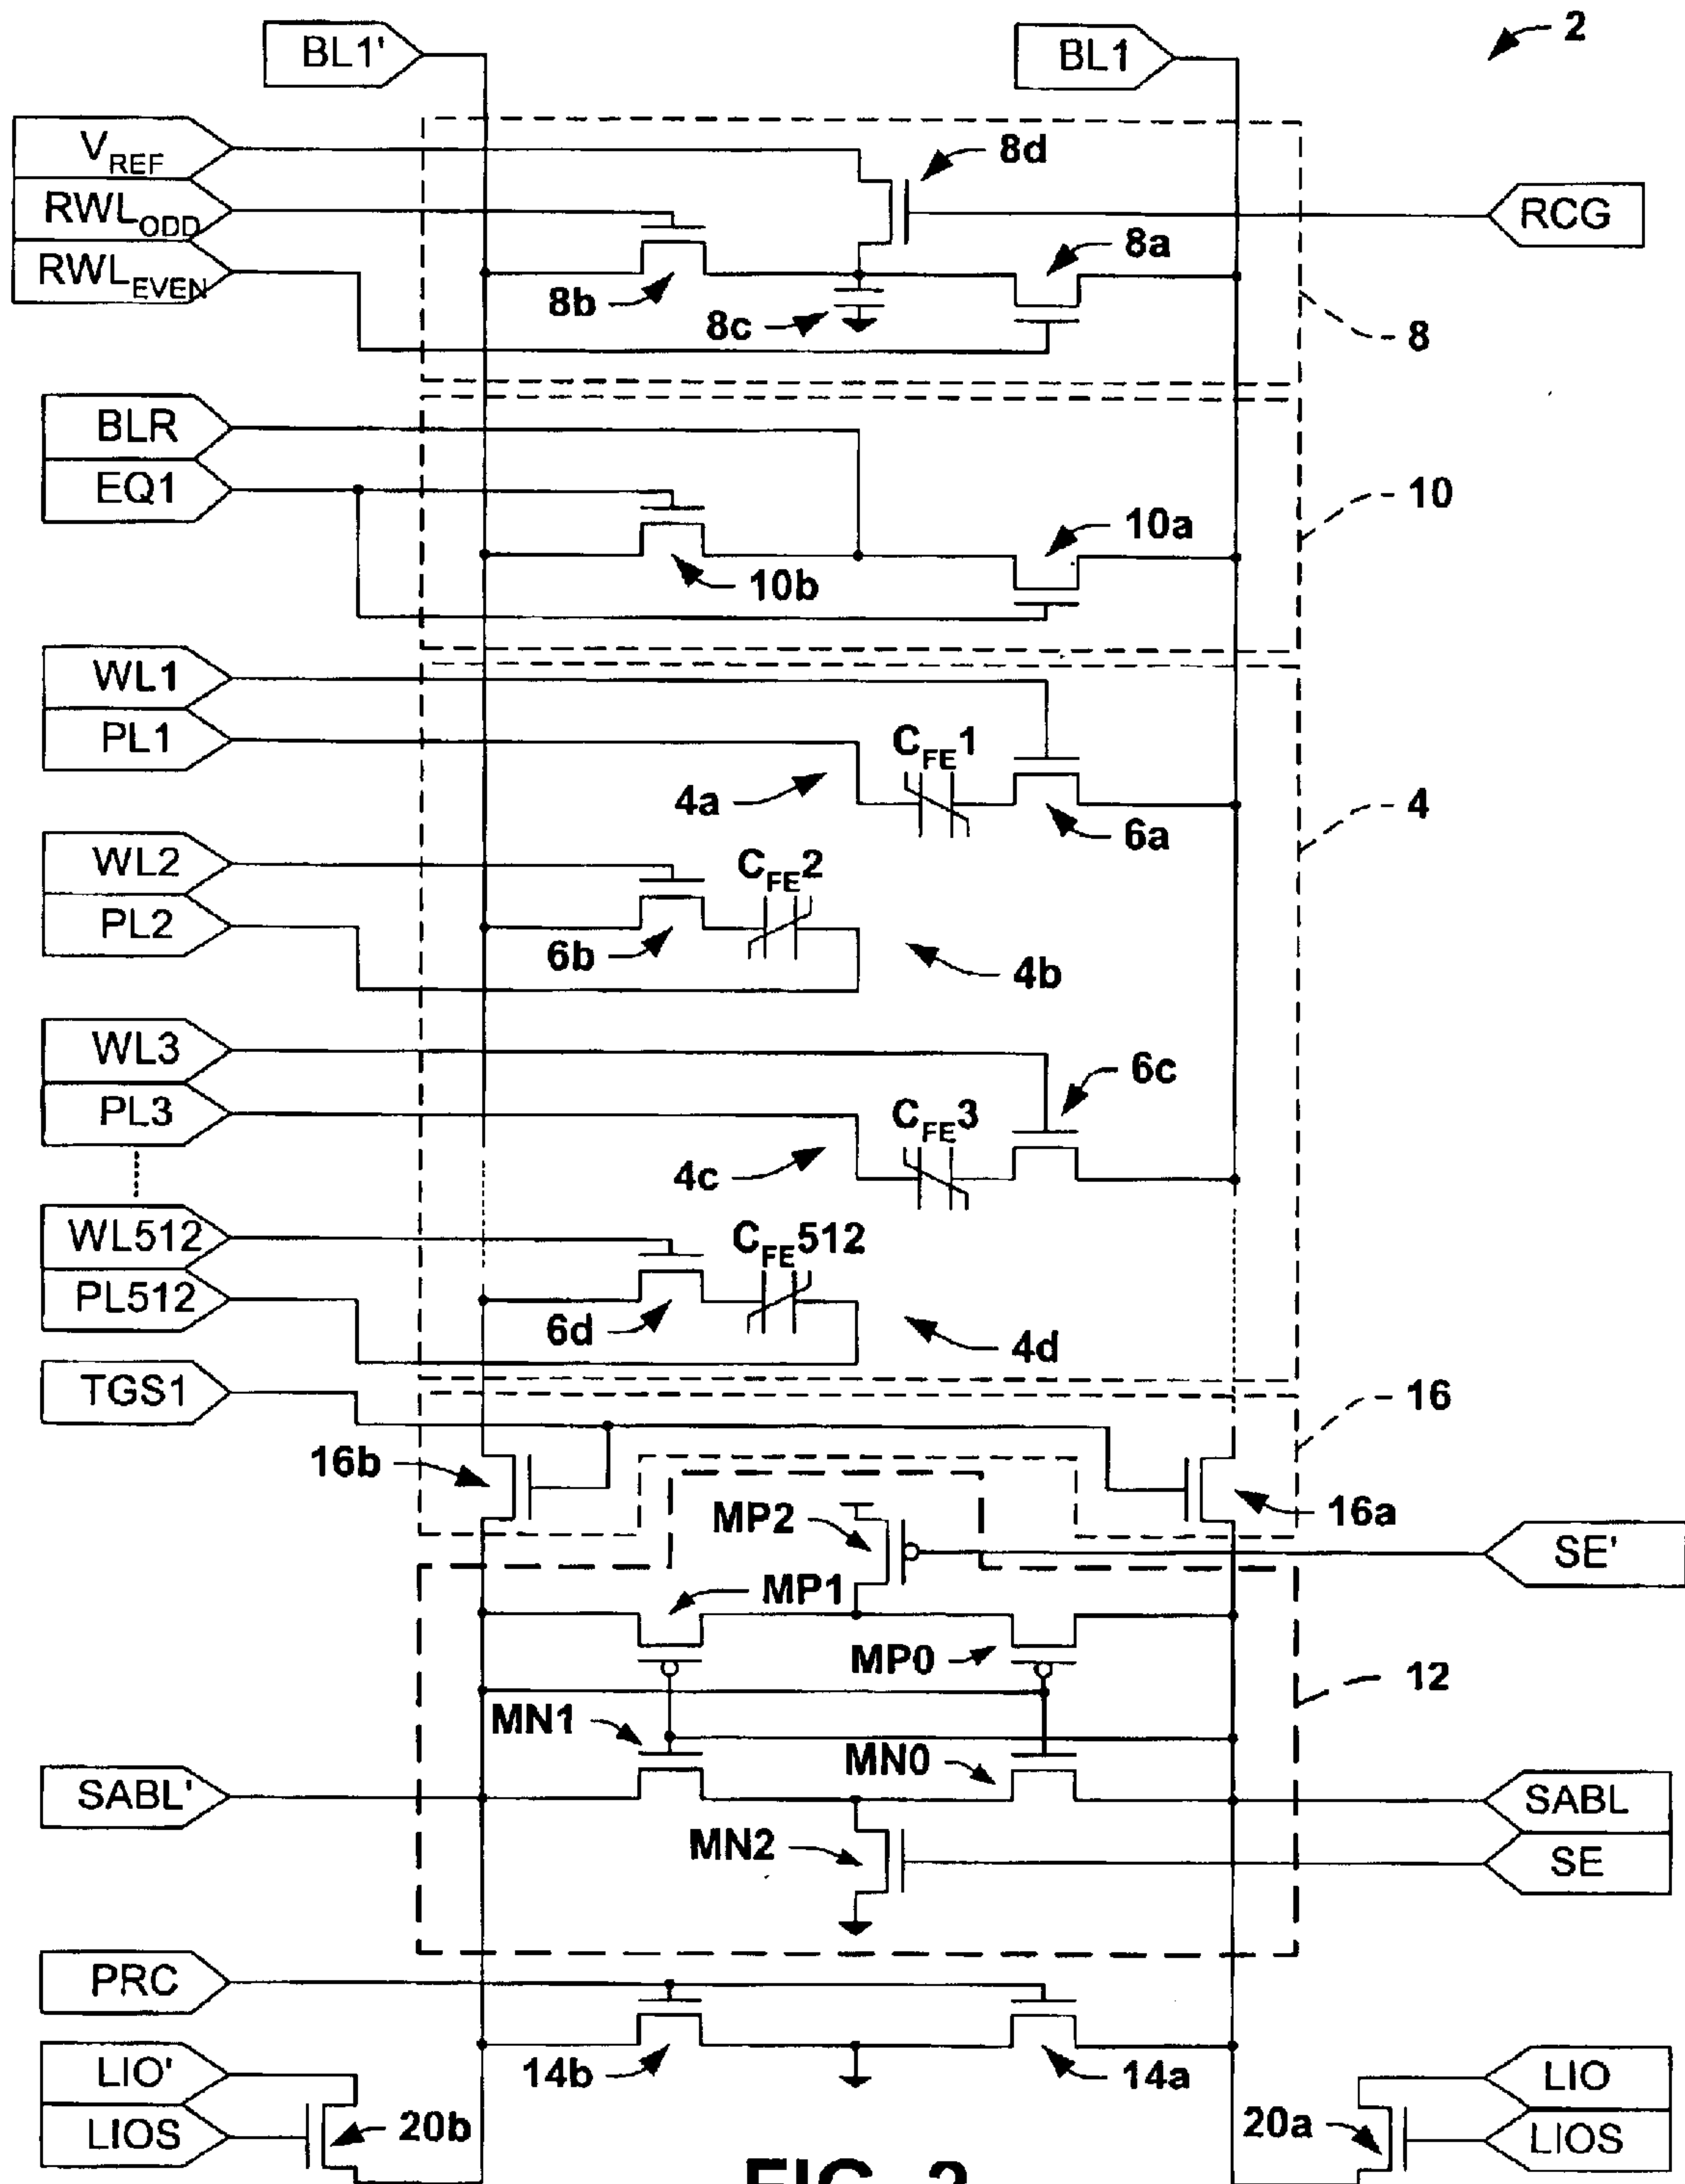 BL1'
BL1
2
VREF
8d
RWLODD
RCG
RWLEVEN
8a
8b
8c
8
BLR
EQ1
10
10a
10b
WL1
PL1
CFE1
4a
4
6a
WL2
CFE2
PL2
6b
4b
WL3
6c
PL3
CFE3
4c
WL512
CFE512
PL512
6d
4d
TGS1
16
16b
16a
MP2
SE'
MP1
MP0
12
MN1
MN0
SABL'
SABL
MN2
SE
PRC
14b
14a
LIO'
LIO
LIOS
20b
20a
LIOS
FIG. 2